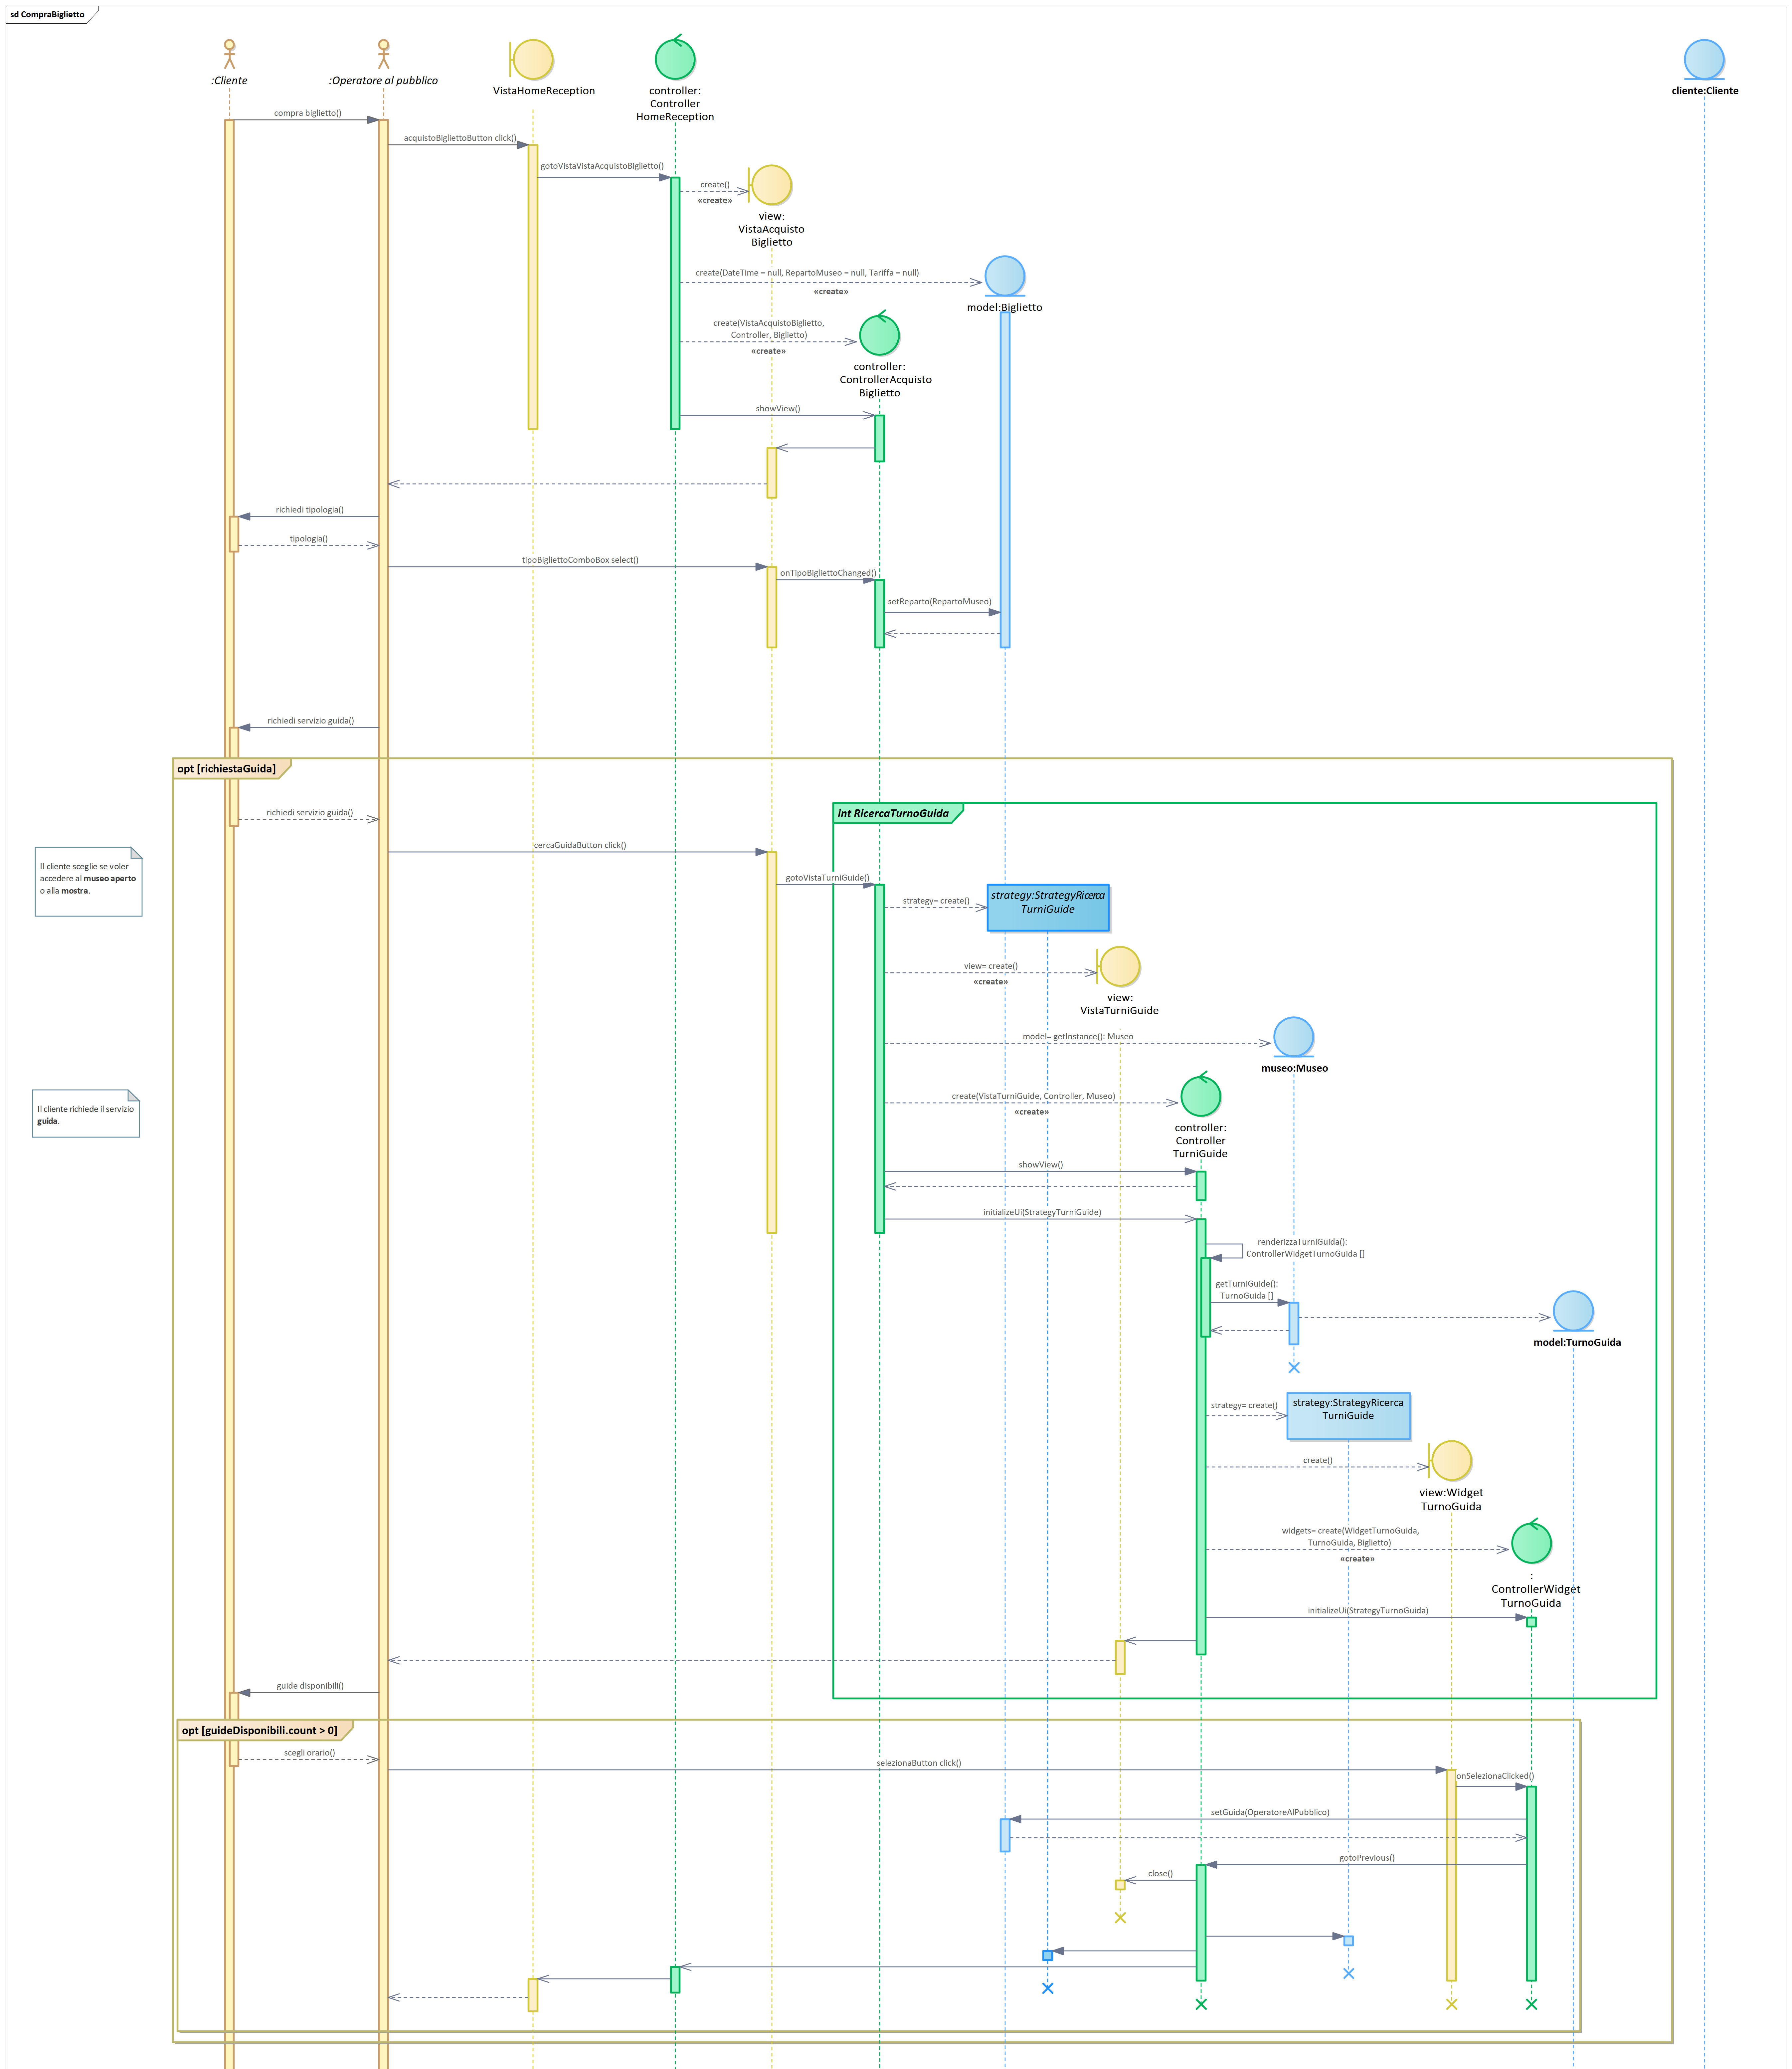 sd CompraBiglietto
:Cliente
:Operatore al pubblico
VistaHomeReception
controller:
Controller
HomeReception
cliente:Cliente
compra biglietto()
acquistoBigliettoButton click()
gotoVistaVistaAcquistoBiglietto()
create()
«create»
view:
VistaAcquisto
Biglietto
create(DateTime = null, RepartoMuseo = null, Tariffa = null)
«create»
model:Biglietto
create(VistaAcquistoBiglietto,
Controller, Biglietto)
«create»
controller:
ControllerAcquisto
Biglietto
showView()
richiedi tipologia()
tipologia()
tipoBigliettoComboBox select()
onTipoBigliettoChanged()
setReparto(RepartoMuseo)
richiedi servizio guida()
opt [richiestaGuida]
richiedi servizio guida()
int RicercaTurnoGuida
cercaGuidaButton click()
Il cliente sceglie se voler
accedere al museo aperto
o alla mostra.
gotoVistaTurniGuide()
strategy= create()
strategy:StrategyRicerca
TurniGuide
view= create()
«create»
view:
VistaTurniGuide
model= getInstance(): Museo
museo:Museo
create(VistaTurniGuide, Controller, Museo)
«create»
Il cliente richiede il servizio
guida.
controller:
Controller
TurniGuide
showView()
initializeUi(StrategyTurniGuide)
renderizzaTurniGuida():
ControllerWidgetTurnoGuida []
getTurniGuide():
TurnoGuida []
model:TurnoGuida
strategy= create()
strategy:StrategyRicerca
TurniGuide
create()
view:Widget
TurnoGuida
widgets= create(WidgetTurnoGuida,
TurnoGuida, Biglietto)
«create»
:
ControllerWidget
TurnoGuida
initializeUi(StrategyTurnoGuida)
guide disponibili()
opt [guideDisponibili.count > 0]
scegli orario()
selezionaButton click()
onSelezionaClicked()
setGuida(OperatoreAlPubblico)
gotoPrevious()
close()